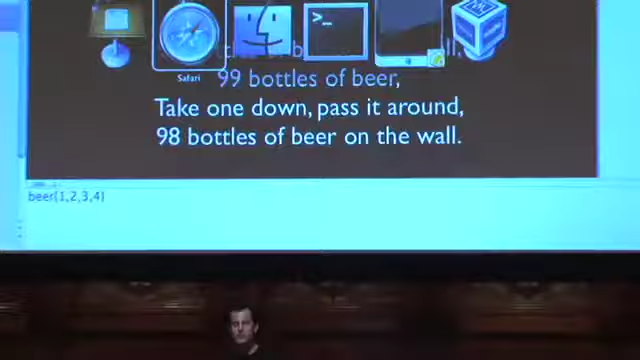 Safari
99 bottles of beer,
Take one down, pass it around,
98 bottles of beer on the wall.
beer(1,2,3,4)